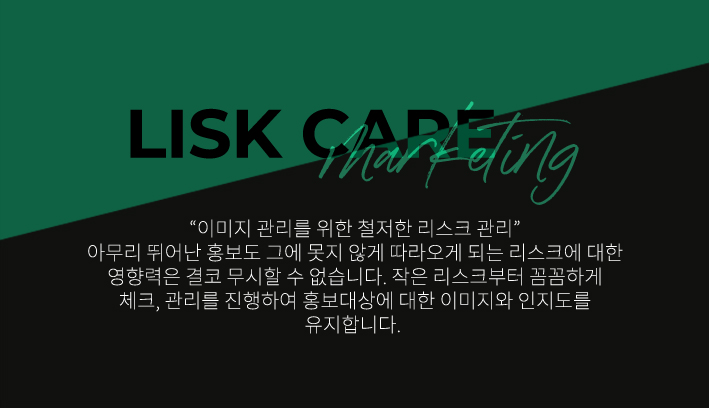 LISK CARE
marketing
“이미지 관리를 위한 철저한 리스크 관리”
아무리 뛰어난 홍보도 그에 못지 않게 따라오게 되는 리스크에 대한
영향력은 결코 무시할 수 없습니다. 작은 리스크부터 꼼꼼하게
체크, 관리를 진행하여 홍보대상에 대한 이미지와 인지도를
유지합니다.